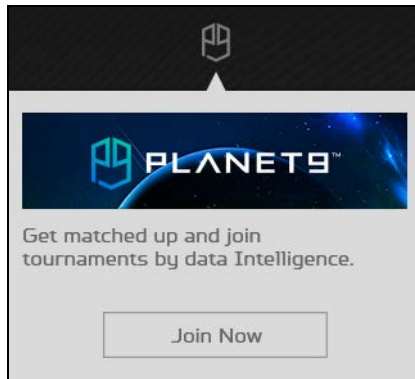 PLANET9™
Get matched up and join
tournaments by data Intelligence.
Join Now